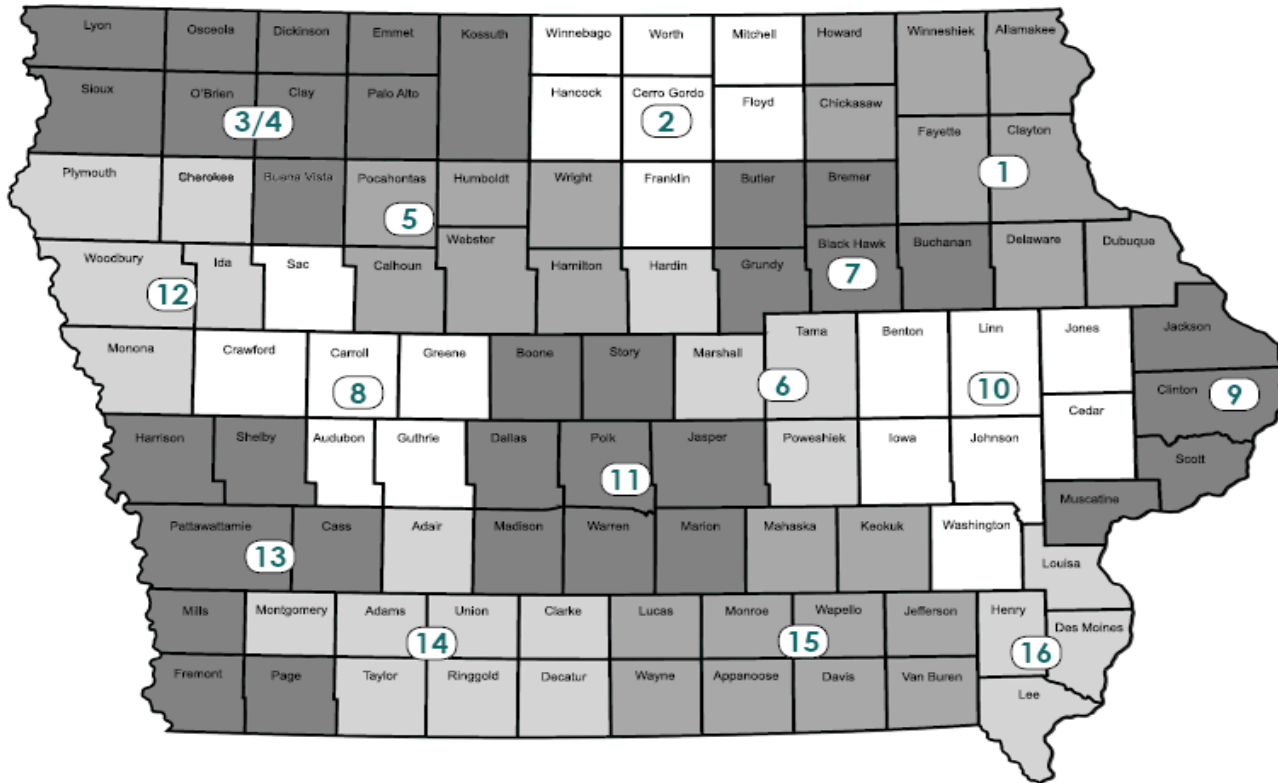 Lyon
Osceola
Dickinson
Emmet
Kossuth
Winnebago
Worth
Mitchell
Howard
Winneshiek
Allamakee
Sioux
O'Brien
Clay
Palo Alto
Hancock
Cerro Gordo
Floyd
Chickasaw
3/4
2
Fayette
Clayton
1
Plymouth
Cherokee
Buena Vista
Pocahontas
Humboldt
Wright
Franklin
Butler
Bremer
5
Webster
Woodbury
Ida
Sac
Calhoun
Hamilton
Hardin
Grundy
Black Hawk
Buchanan
Delaware
Dubuque
12
7
Monona
Crawford
Carroll
Greene
Boone
Story
Marshall
Tama
Benton
Linn
Jones
Jackson
8
6
10
Clinton
9
Cedar
Harrison
Shelby
Audubon
Guthrie
Dallas
Polk
Jasper
Poweshiek
Iowa
Johnson
Scott
11
Muscatine
Pattawattamie
Cass
Adair
Madison
Warren
Marion
Mahaska
Keokuk
Washington
13
Louisa
Mills
Montgomery
Adams
Union
Clarke
Lucas
Monroe
Wapello
Jefferson
Henry
Des Moines
14
15
16
Fremont
Page
Taylor
Ringgold
Decatur
Wayne
Appanoose
Davis
Van Buren
Lee